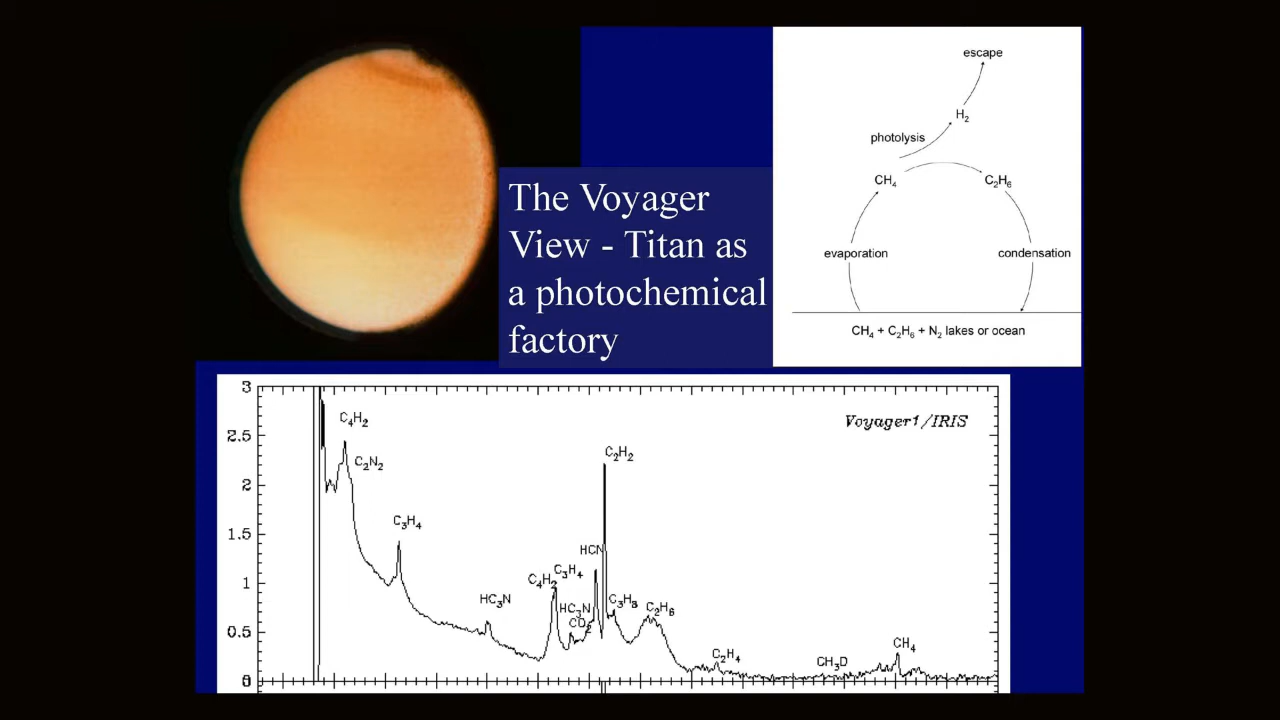 The Voyager
View - Titan as
a photochemical
factory
escape
H₂
photolysis
CH₄
C₂H₆
evaporation
condensation
CH₄ + C₂H₆ + N₂ lakes or ocean
Voyager1/IRIS
3
2.5
2
1.5
1
0.5
0
C₄H₂
C₂N₂
C₃H₄
HC₃N
C₄H₂
C₃H₄
HC₃N
CO₂
HCN
C₂H₂
C₃H₈
C₂H₆
C₂H₄
CH₃D
CH₄